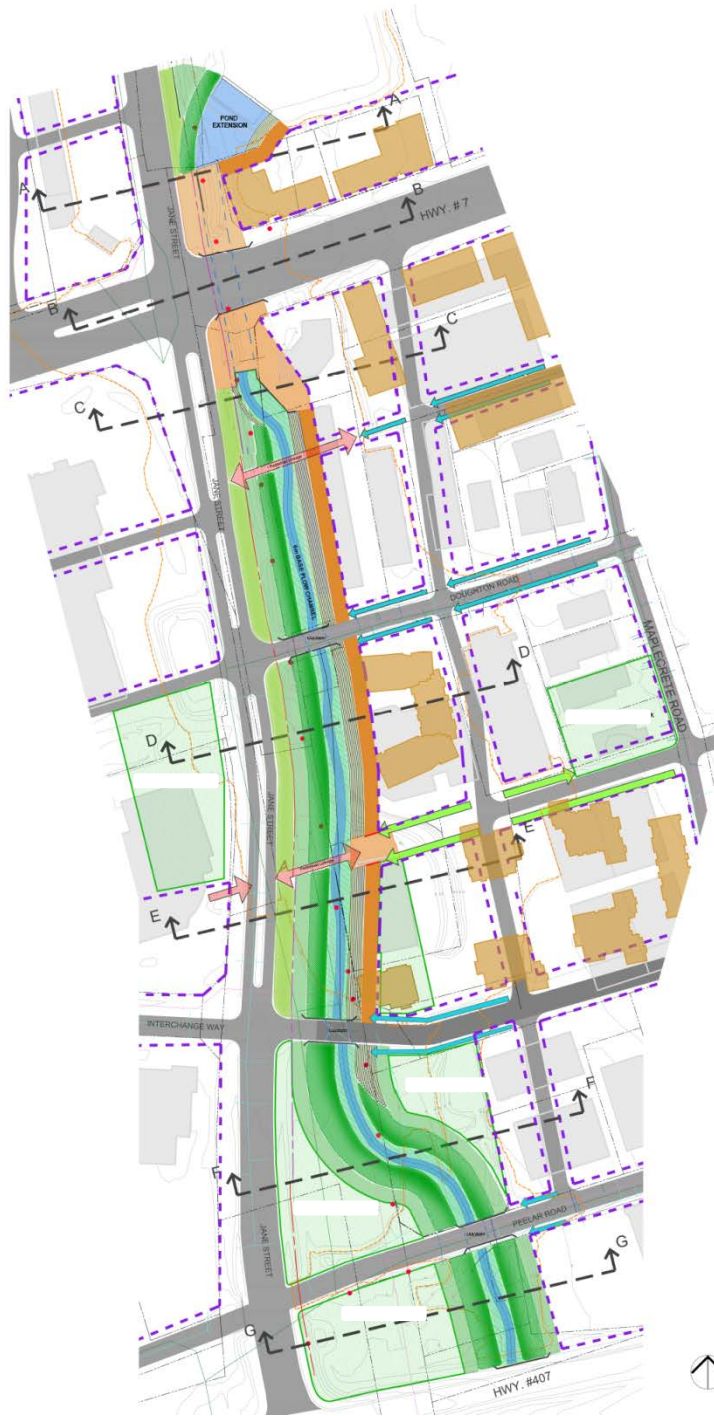 POND
EXTENSION
A
A
JANE STREET
B
HWY. # 7
B
C
C
JANE STREET
6m BASE FLOW CHANNEL
DOUGHTON ROAD
D
MAPLECRETE ROAD
D
JANE STREET
E
E
INTERCHANGE WAY
F
F
PEELAR ROAD
JANE STREET
G
G
HWY. #407